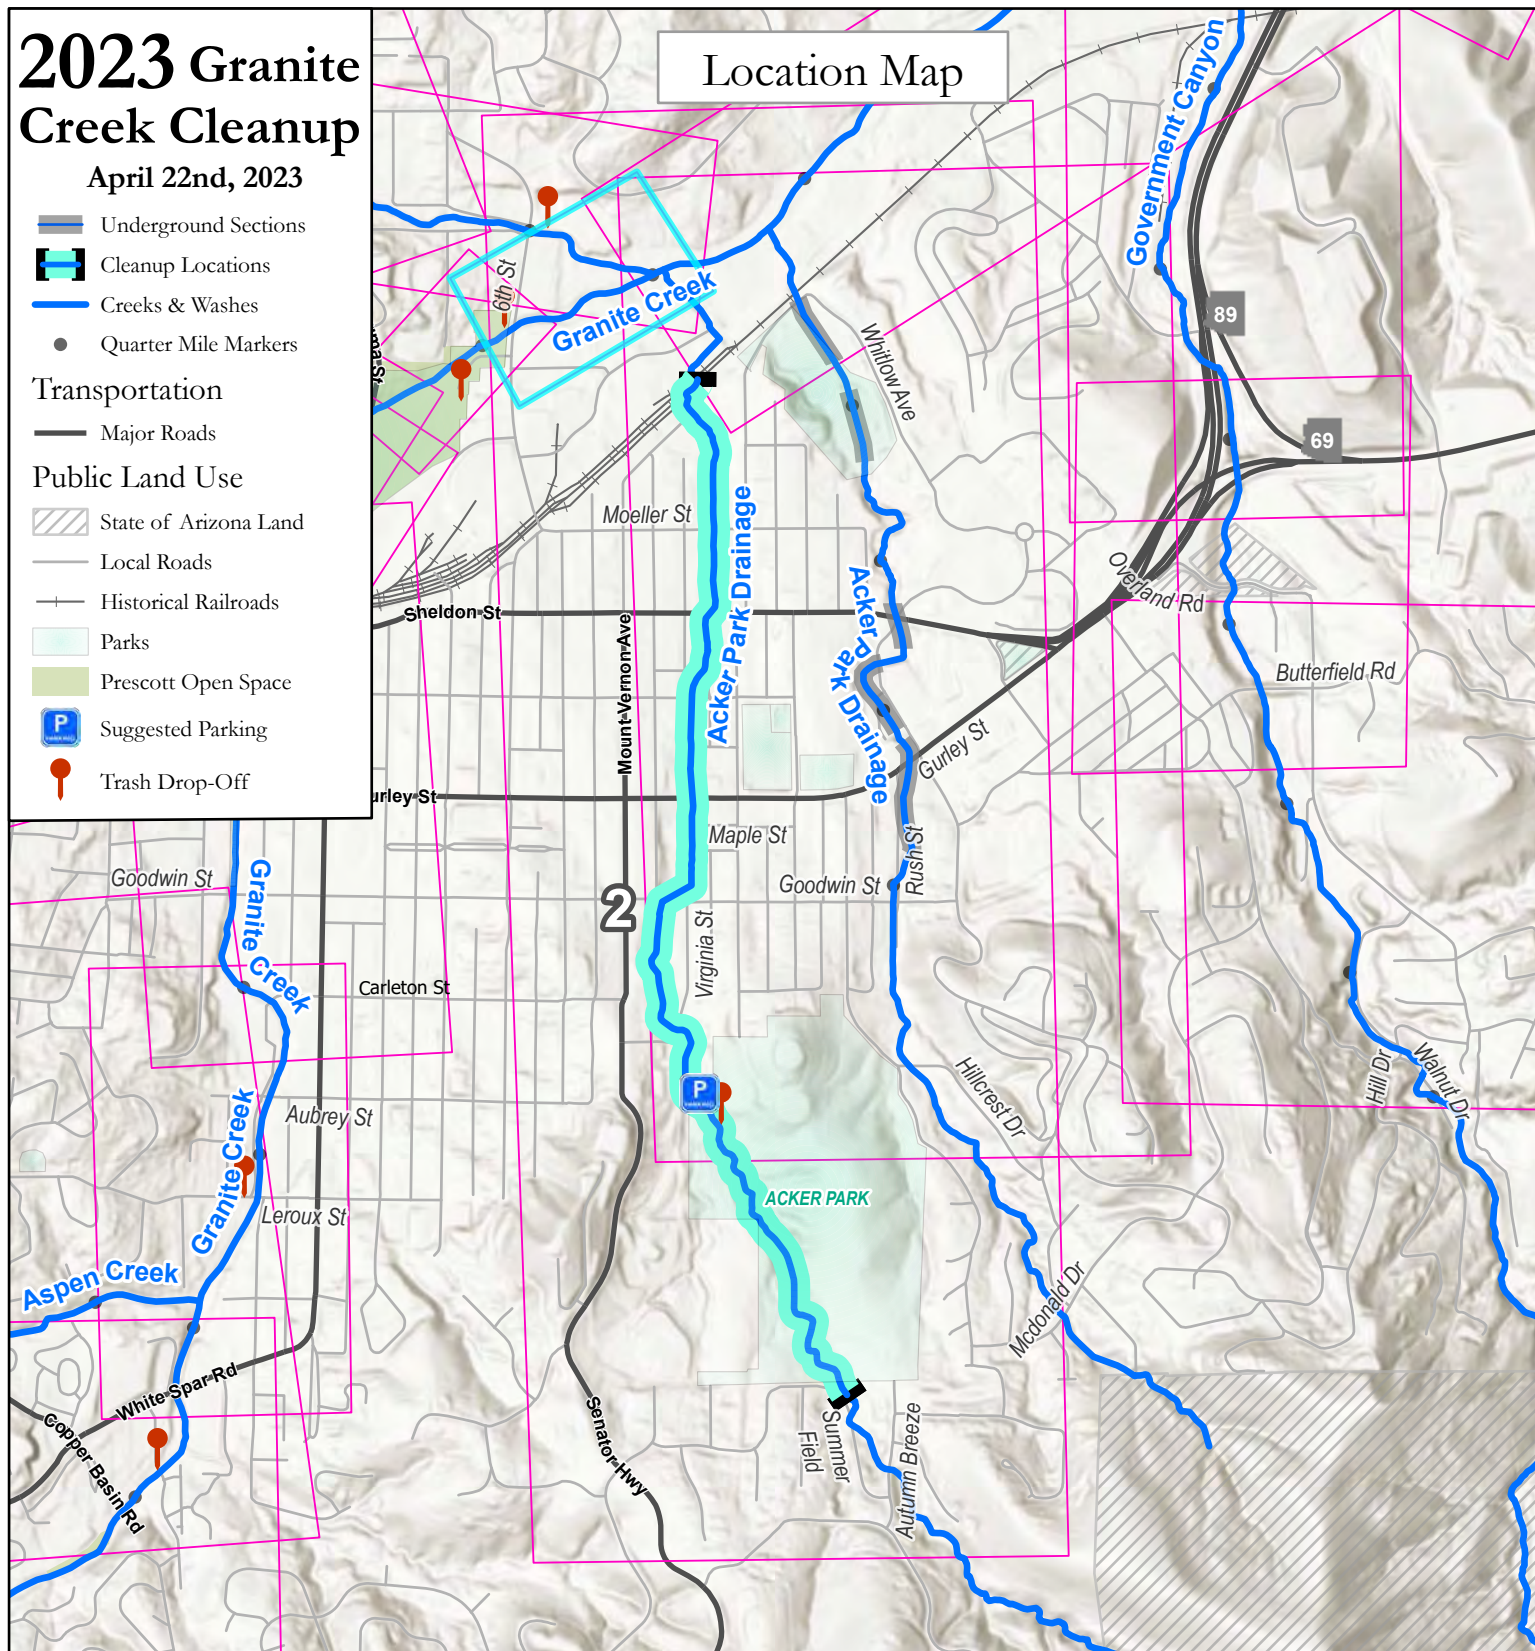 2023 Granite
Creek Cleanup
April 22nd, 2023
Underground Sections
Cleanup Locations
Creeks & Washes
Quarter Mile Markers
Transportation
Major Roads
Public Land Use
State of Arizona Land
Local Roads
Historical Railroads
Parks
Prescott Open Space
P
Suggested Parking
Trash Drop-Off
Location Map
Government Canyon
6th St
Granite Creek
89
Whitlow Ave
69
Moeller St
Acker Park Drainage
Acker Park Drainage
Overland Rd
Sheldon St
Mount Vernon Ave
Butterfield Rd
Gurley St
urley St
Maple St
Rush St
Goodwin St
Goodwin St
Granite Creek
2
Virginia St
Carleton St
Hillcrest Dr
Hill Dr
Walnut Dr
P
Aubrey St
Granite Creek
ACKER PARK
Leroux St
Aspen Creek
Mcdonald Dr
White Spar Rd
Copper Basin Rd
Senator Hwy
Summer
Field
Autumn Breeze